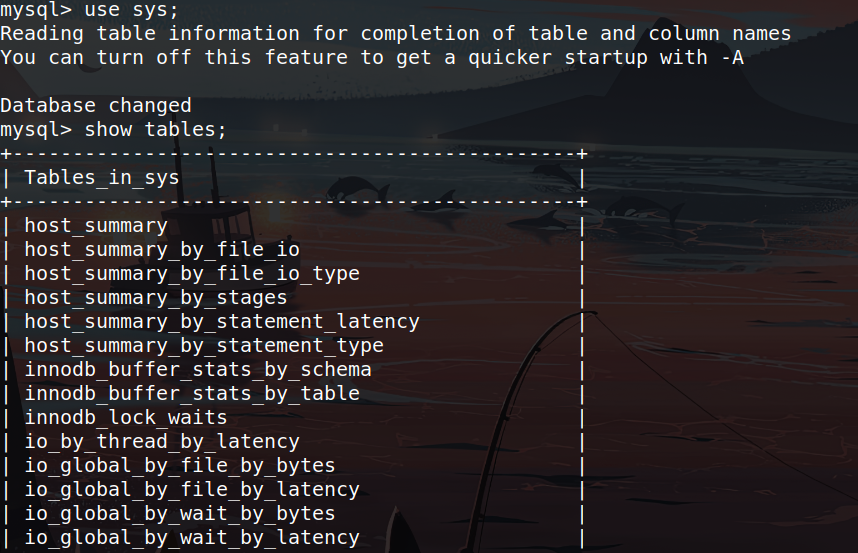 mysql> use sys;
Reading table information for completion of table and column names
You can turn off this feature to get a quicker startup with -A
Database changed
mysql> show tables;
+-----------------------------------------------+
| Tables_in_sys                                 |
+-----------------------------------------------+
| host_summary                                  |
| host_summary_by_file_io                       |
| host_summary_by_file_io_type                  |
| host_summary_by_stages                        |
| host_summary_by_statement_latency             |
| host_summary_by_statement_type                |
| innodb_buffer_stats_by_schema                 |
| innodb_buffer_stats_by_table                  |
| innodb_lock_waits                             |
| io_by_thread_by_latency                       |
| io_global_by_file_by_bytes                    |
| io_global_by_file_by_latency                  |
| io_global_by_wait_by_bytes                    |
| io_global_by_wait_by_latency                  |